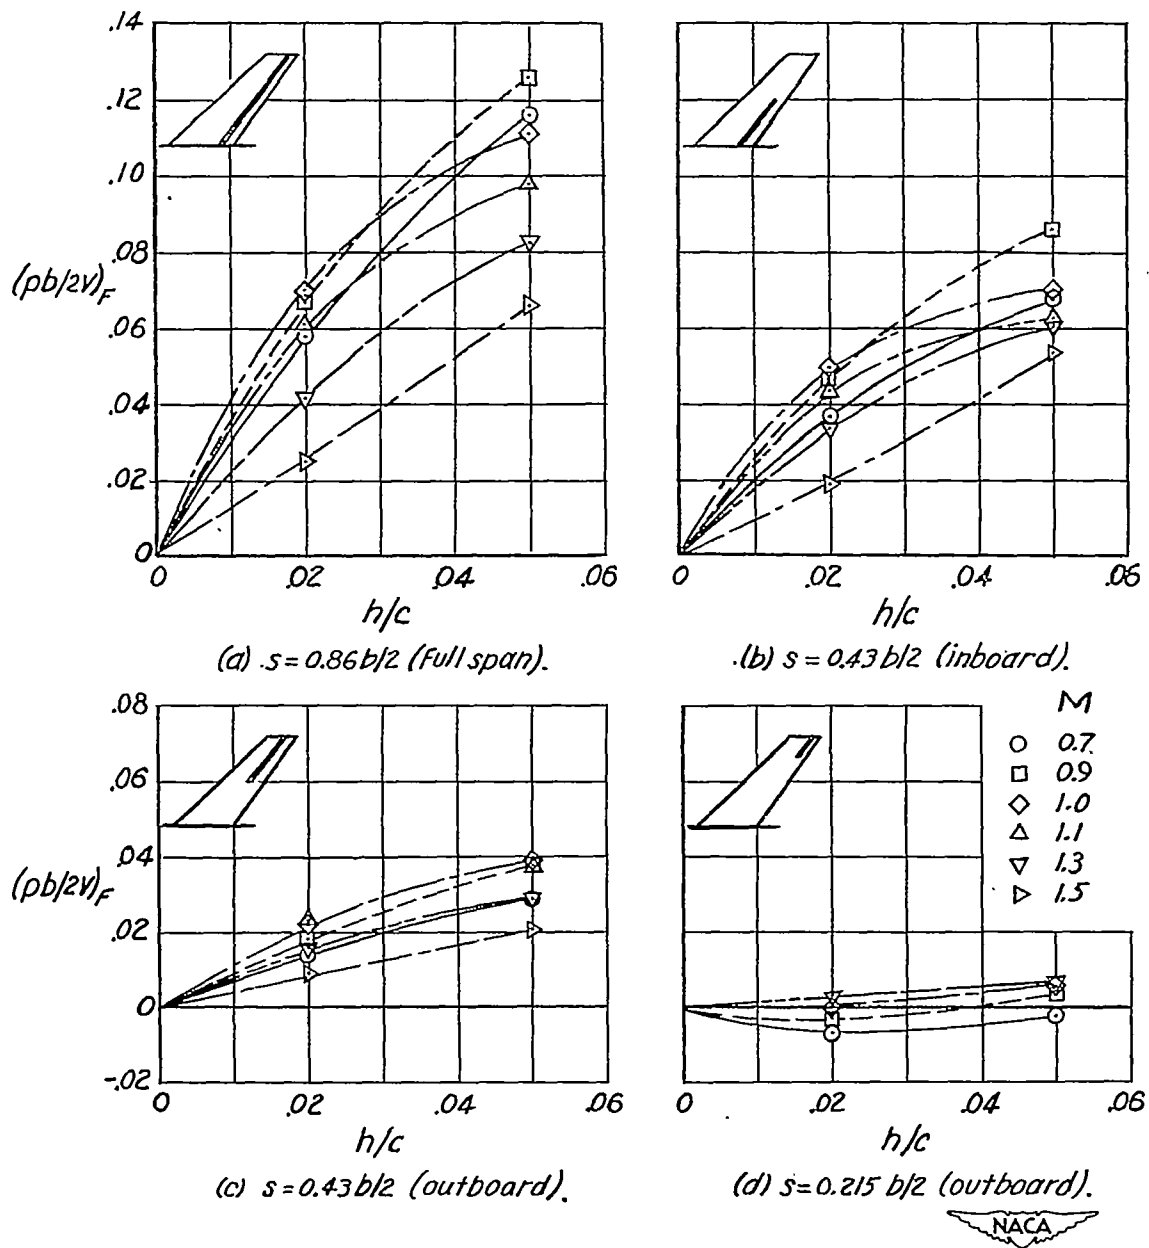 .14
.12
.10
.08
.06
.04
.02
0
(pb/2V)F
0 .02 .04 .06
h/c
(a) s = 0.86 b/2 (Full span).
0 .02 .04 .06
h/c
(b) s = 0.43 b/2 (inboard).
.08
.06
.04
.02
0
-.02
(pb/2V)F
0 .02 .04 .06
h/c
(c) s = 0.43 b/2 (outboard).
M
0.7
0.9
1.0
1.1
1.3
1.5
0 .02 .04 .06
h/c
(d) s = 0.215 b/2 (outboard).
NACA